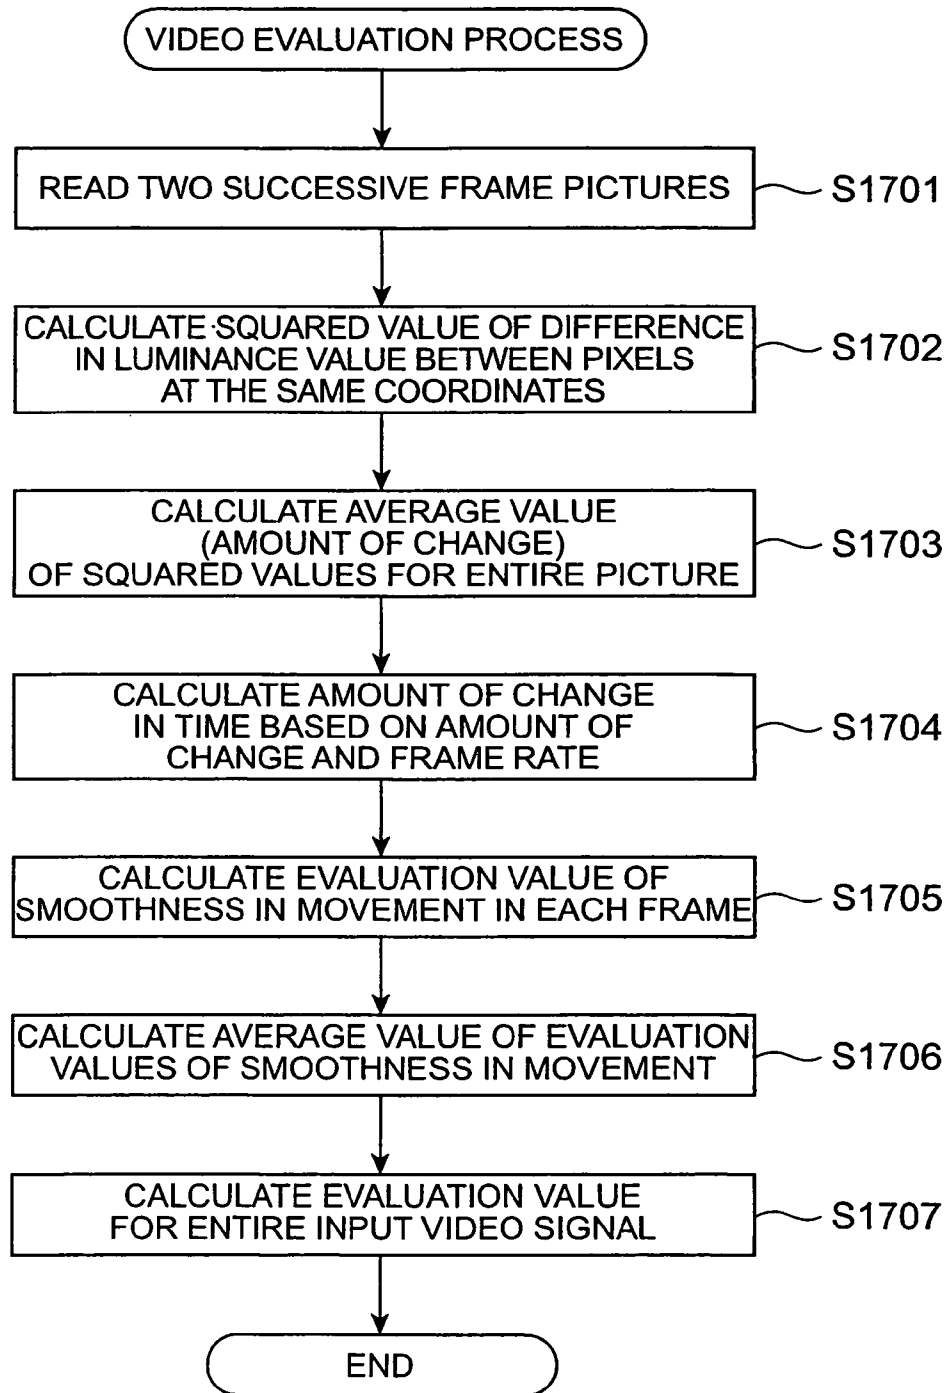 VIDEO EVALUATION PROCESS
READ TWO SUCCESSIVE FRAME PICTURES
S1701
CALCULATE SQUARED VALUE OF DIFFERENCE
IN LUMINANCE VALUE BETWEEN PIXELS
AT THE SAME COORDINATES
S1702
CALCULATE AVERAGE VALUE
(AMOUNT OF CHANGE)
OF SQUARED VALUES FOR ENTIRE PICTURE
S1703
CALCULATE AMOUNT OF CHANGE
IN TIME BASED ON AMOUNT OF
CHANGE AND FRAME RATE
S1704
CALCULATE EVALUATION VALUE OF
SMOOTHNESS IN MOVEMENT IN EACH FRAME
S1705
CALCULATE AVERAGE VALUE OF EVALUATION
VALUES OF SMOOTHNESS IN MOVEMENT
S1706
CALCULATE EVALUATION VALUE
FOR ENTIRE INPUT VIDEO SIGNAL
S1707
END